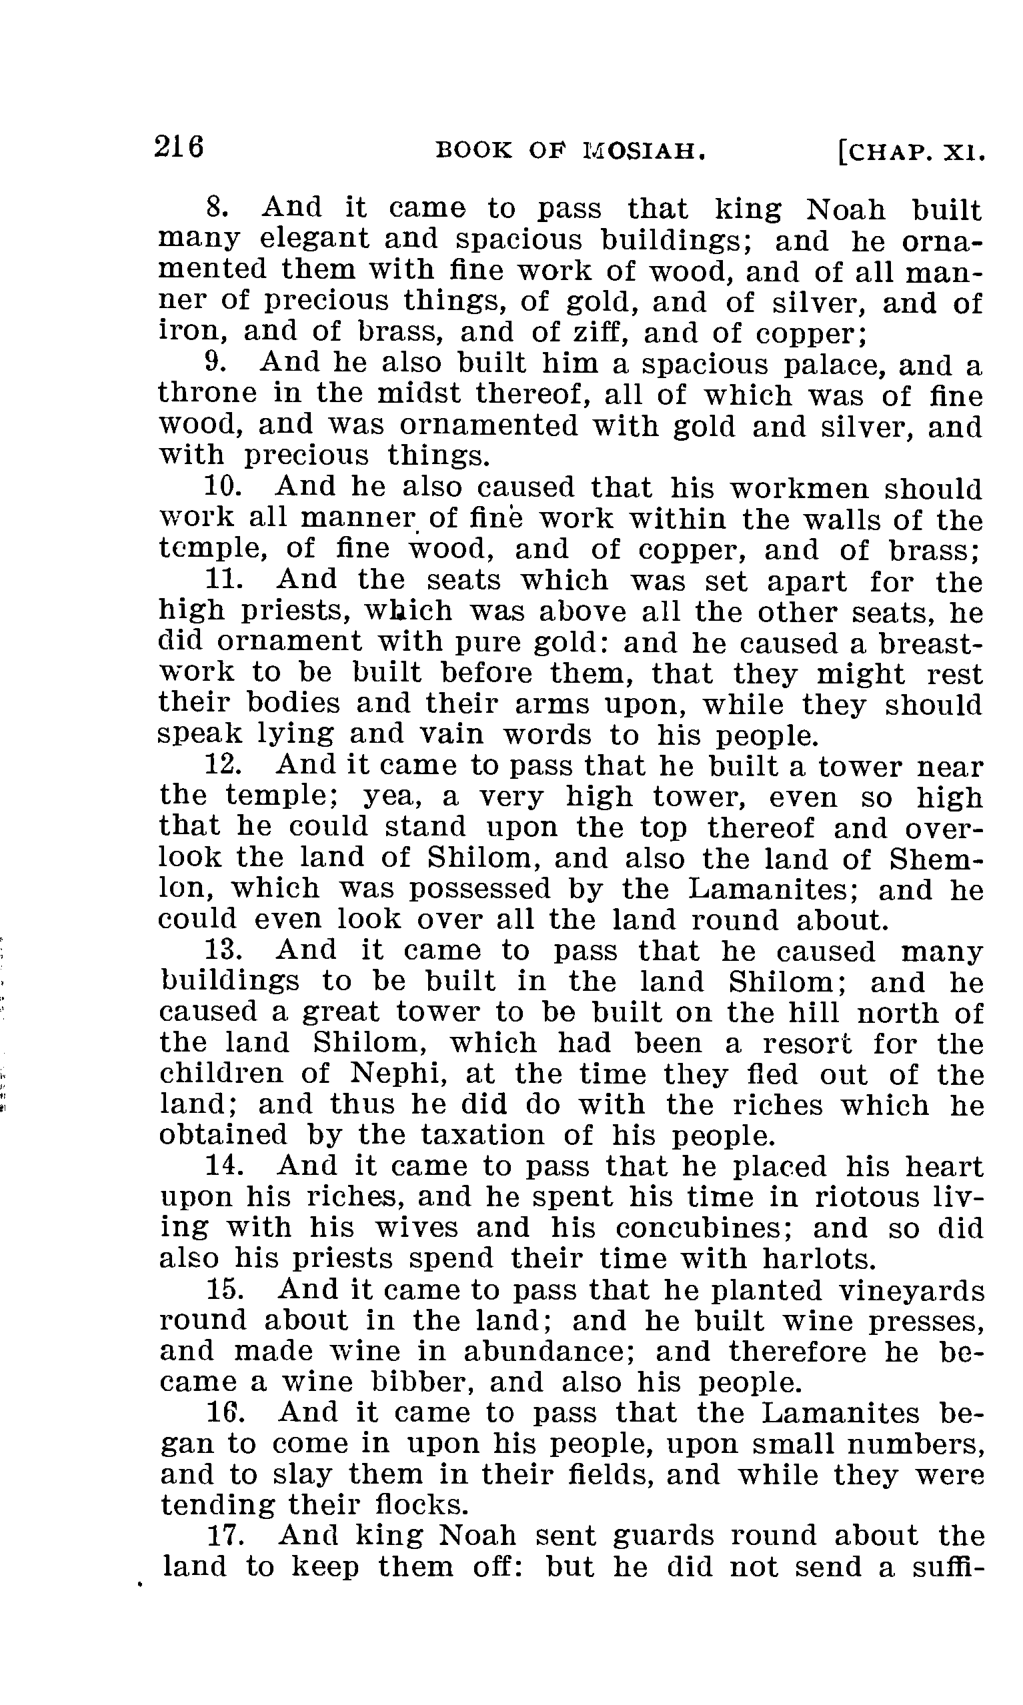 216 BOOK OF MOSIAH. [CHAP. XI.
8. And it came to pass that king Noah built
many elegant and spacious buildings; and he orna-
mented them with fine work of wood, and of all man-
ner of precious things, of gold, and of silver, and of
iron, and of brass, and of ziff, and of copper;
9. And he also built him a spacious palace, and a
throne in the midst thereof, all of which was of fine
wood, and was ornamented with gold and silver, and
with precious things.
10. And he also caused that his workmen should
work all manner of fine work within the walls of the
temple, of fine wood, and of copper, and of brass;
11. And the seats which was set apart for the
high priests, which was above all the other seats, he
did ornament with pure gold: and he caused a breast-
work to be built before them, that they might rest
their bodies and their arms upon, while they should
speak lying and vain words to his people.
12. And it came to pass that he built a tower near
the temple; yea, a very high tower, even so high
that he could stand upon the top thereof and over-
look the land of Shilom, and also the land of Shem-
lon, which was possessed by the Lamanites; and he
could even look over all the land round about.
13. And it came to pass that he caused many
buildings to be built in the land Shilom; and he
caused a great tower to be built on the hill north of
the land Shilom, which had been a resort for the
children of Nephi, at the time they fled out of the
land; and thus he did do with the riches which he
obtained by the taxation of his people.
14. And it came to pass that he placed his heart
upon his riches, and he spent his time in riotous liv-
ing with his wives and his concubines; and so did
also his priests spend their time with harlots.
15. And it came to pass that he planted vineyards
round about in the land; and he built wine presses,
and made wine in abundance; and therefore he be-
came a wine bibber, and also his people.
16. And it came to pass that the Lamanites be-
gan to come in upon his people, upon small numbers,
and to slay them in their fields, and while they were
tending their flocks.
17. And king Noah sent guards round about the
land to keep them off: but he did not send a suffi-